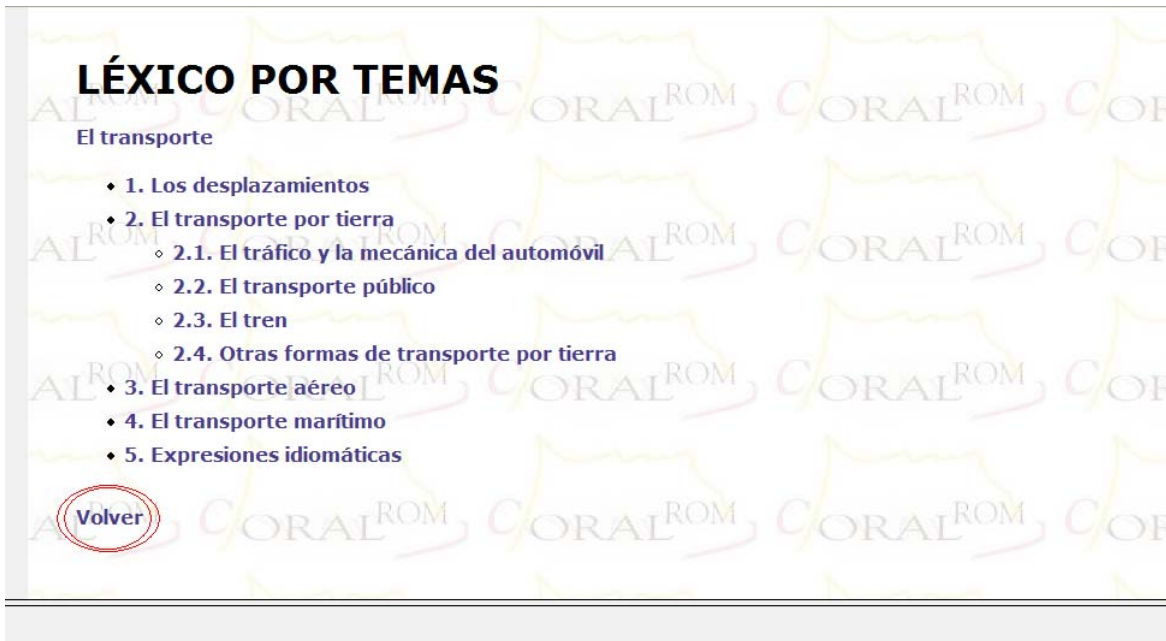 LÉXICO POR TEMAS
El transporte
1. Los desplazamientos
2. El transporte por tierra
2.1. El tráfico y la mecánica del automóvil
2.2. El transporte público
2.3. El tren
2.4. Otras formas de transporte por tierra
3. El transporte aéreo
4. El transporte marítimo
5. Expresiones idiomáticas
Volver